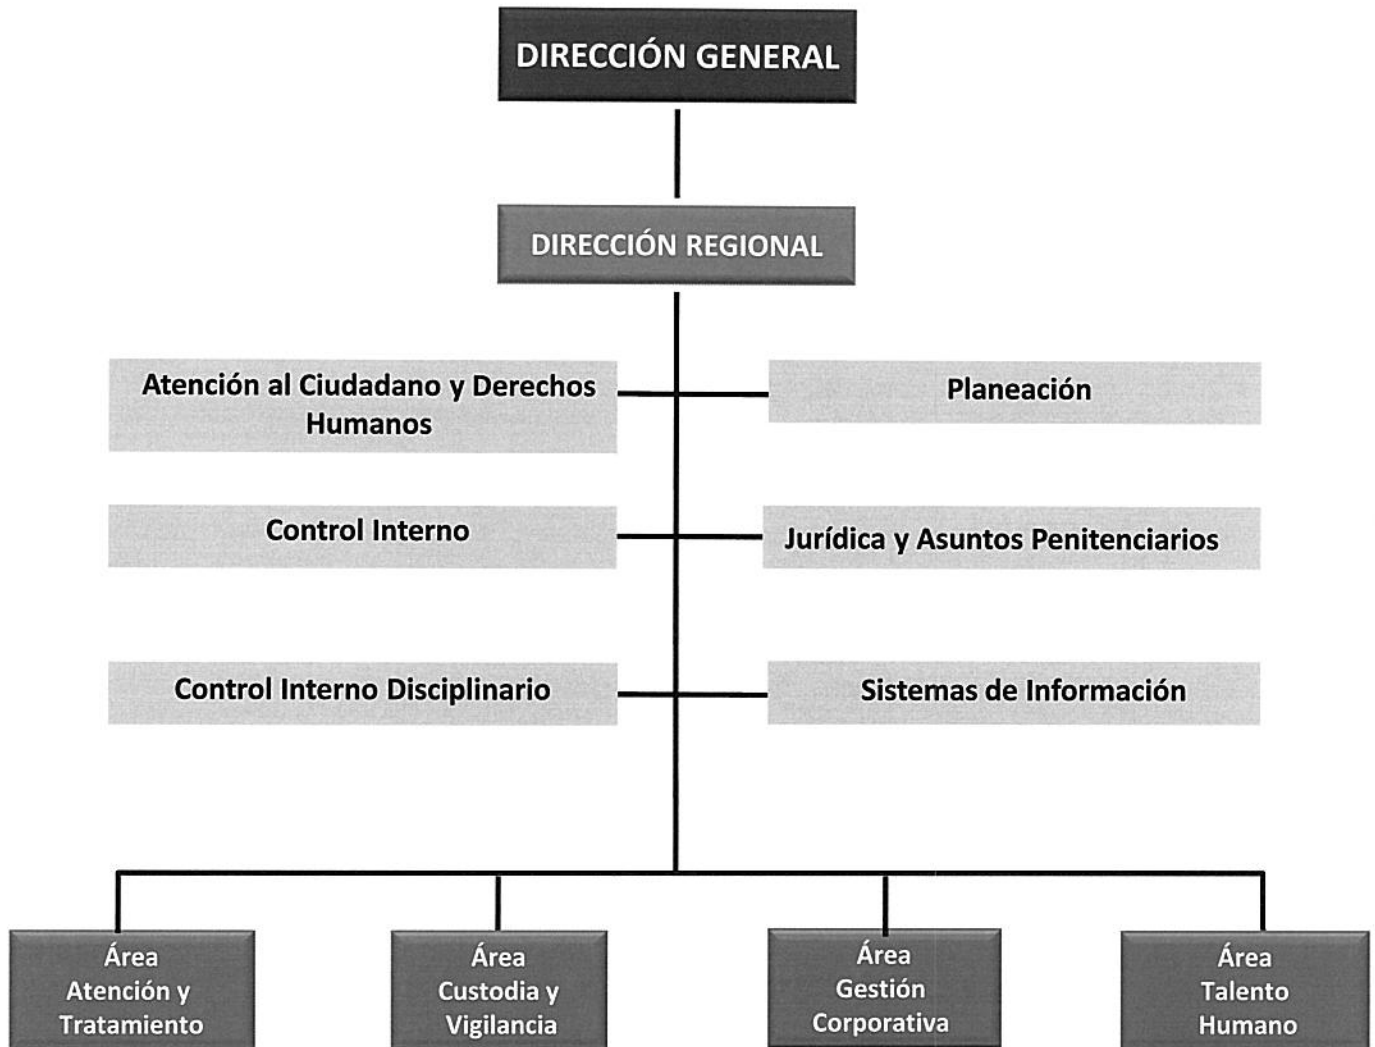 DIRECCIÓN GENERAL
DIRECCIÓN REGIONAL
Atención al Ciudadano y Derechos
Humanos
Planeación
Control Interno
Jurídica y Asuntos Penitenciarios
Control Interno Disciplinario
Sistemas de Información
Área
Atención y
Tratamiento
Área
Custodia y
Vigilancia
Área
Gestión
Corporativa
Área
Talento
Humano